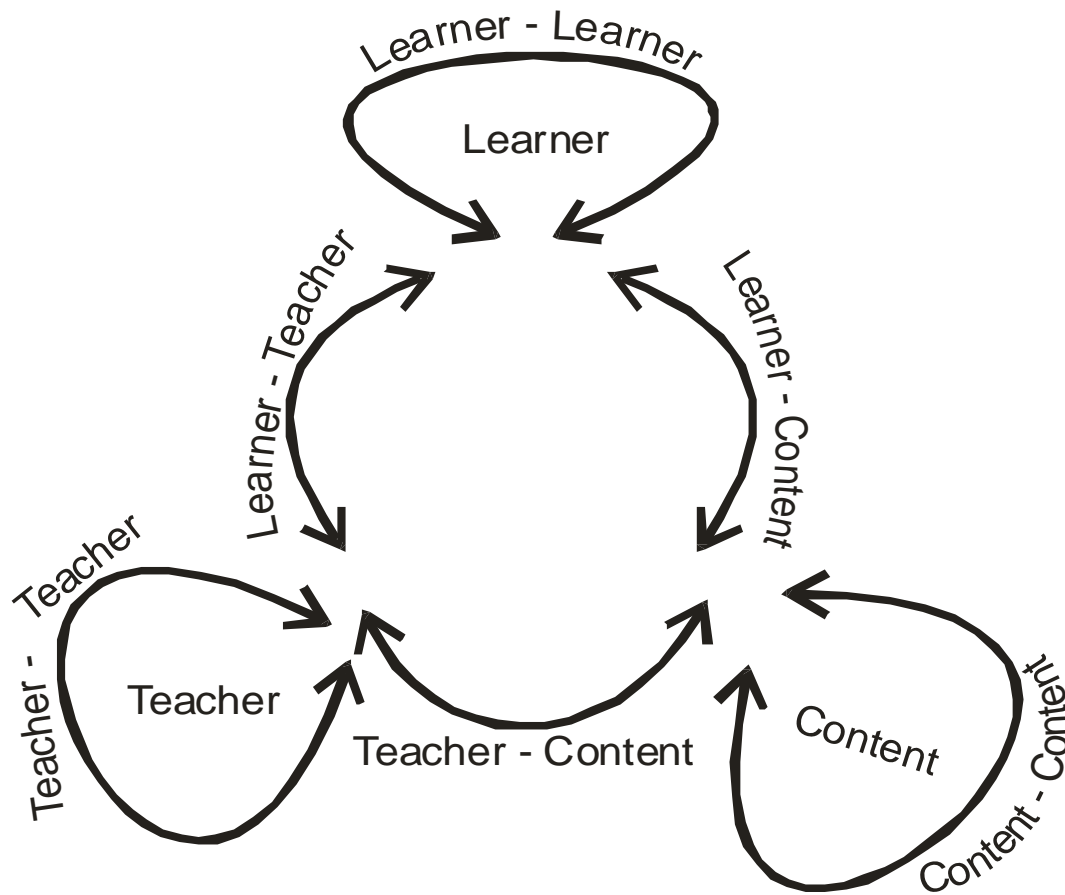 Learner - Learner
Learner
Learner - Teacher
Learner - Content
Teacher - Teacher
Teacher
Teacher - Content
Content
Content - Content